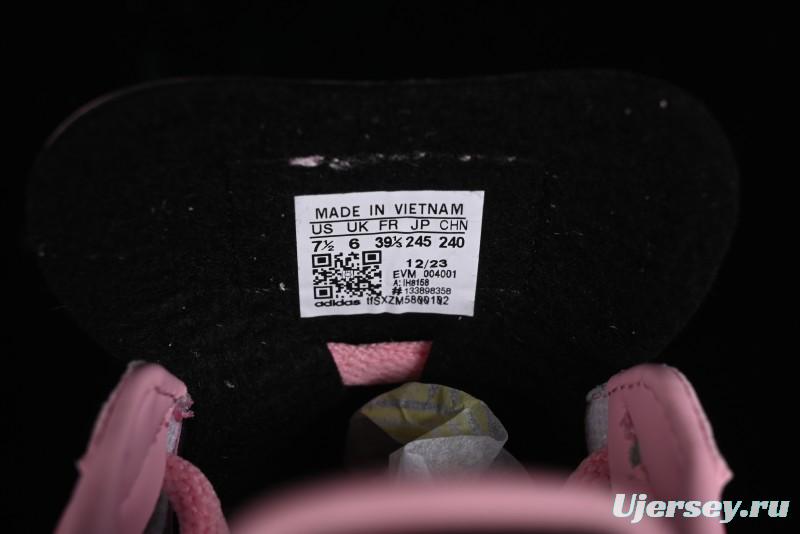 MADE IN VIETNAM
US UK FR JP CHN
7½ 6 39⅓ 245 240
12/23
EVM 004001
A: IH8158
# 133898358
adidas tfSXZM5800192
Ujersey.ru